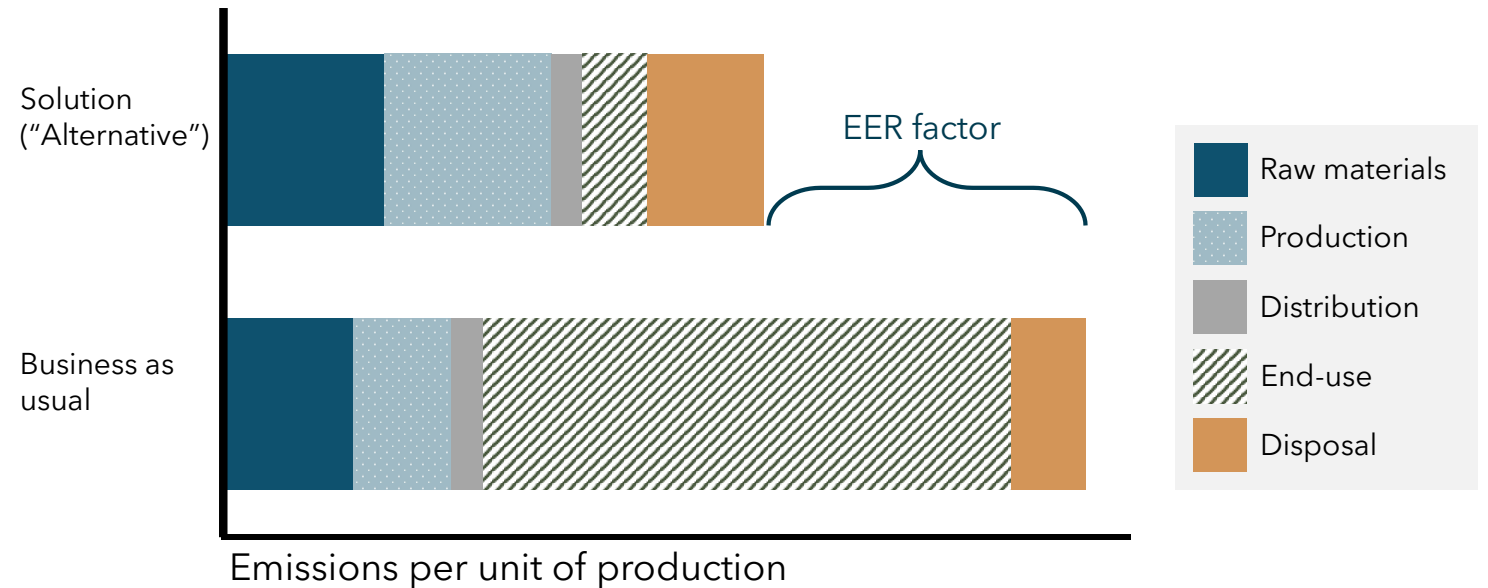 Solution
(“Alternative”)
EER factor
Business as
usual
Raw materials
Production
Distribution
End-use
Disposal
Emissions per unit of production